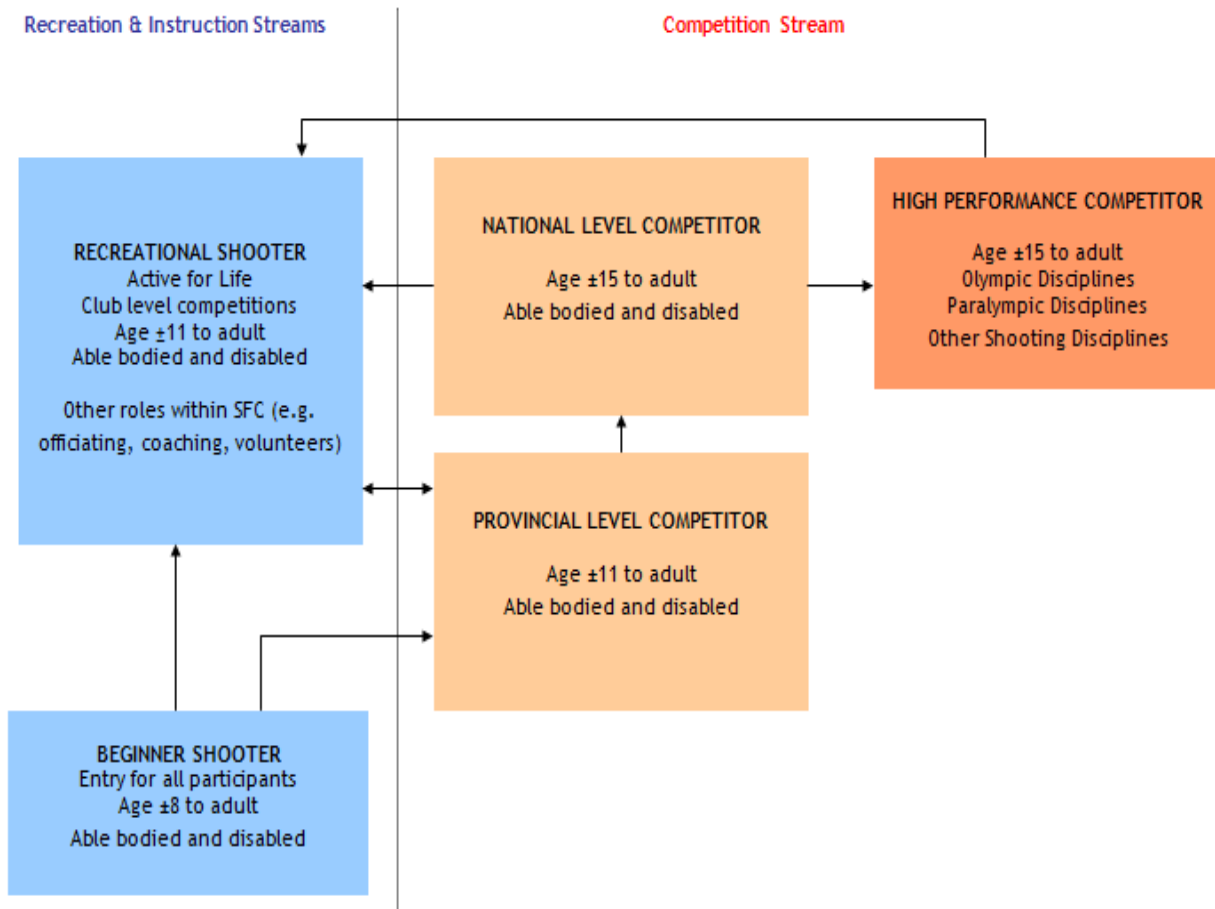 Recreation & Instruction Streams
Competition Stream
RECREATIONAL SHOOTER
Active for Life
Club level competitions
Age ±11 to adult
Able bodied and disabled
Other roles within SFC (e.g.
officiating, coaching, volunteers)
NATIONAL LEVEL COMPETITOR
Age ±15 to adult
Able bodied and disabled
HIGH PERFORMANCE COMPETITOR
Age ±15 to adult
Olympic Disciplines
Paralympic Disciplines
Other Shooting Disciplines
PROVINCIAL LEVEL COMPETITOR
Age ±11 to adult
Able bodied and disabled
BEGINNER SHOOTER
Entry for all participants
Age ±8 to adult
Able bodied and disabled